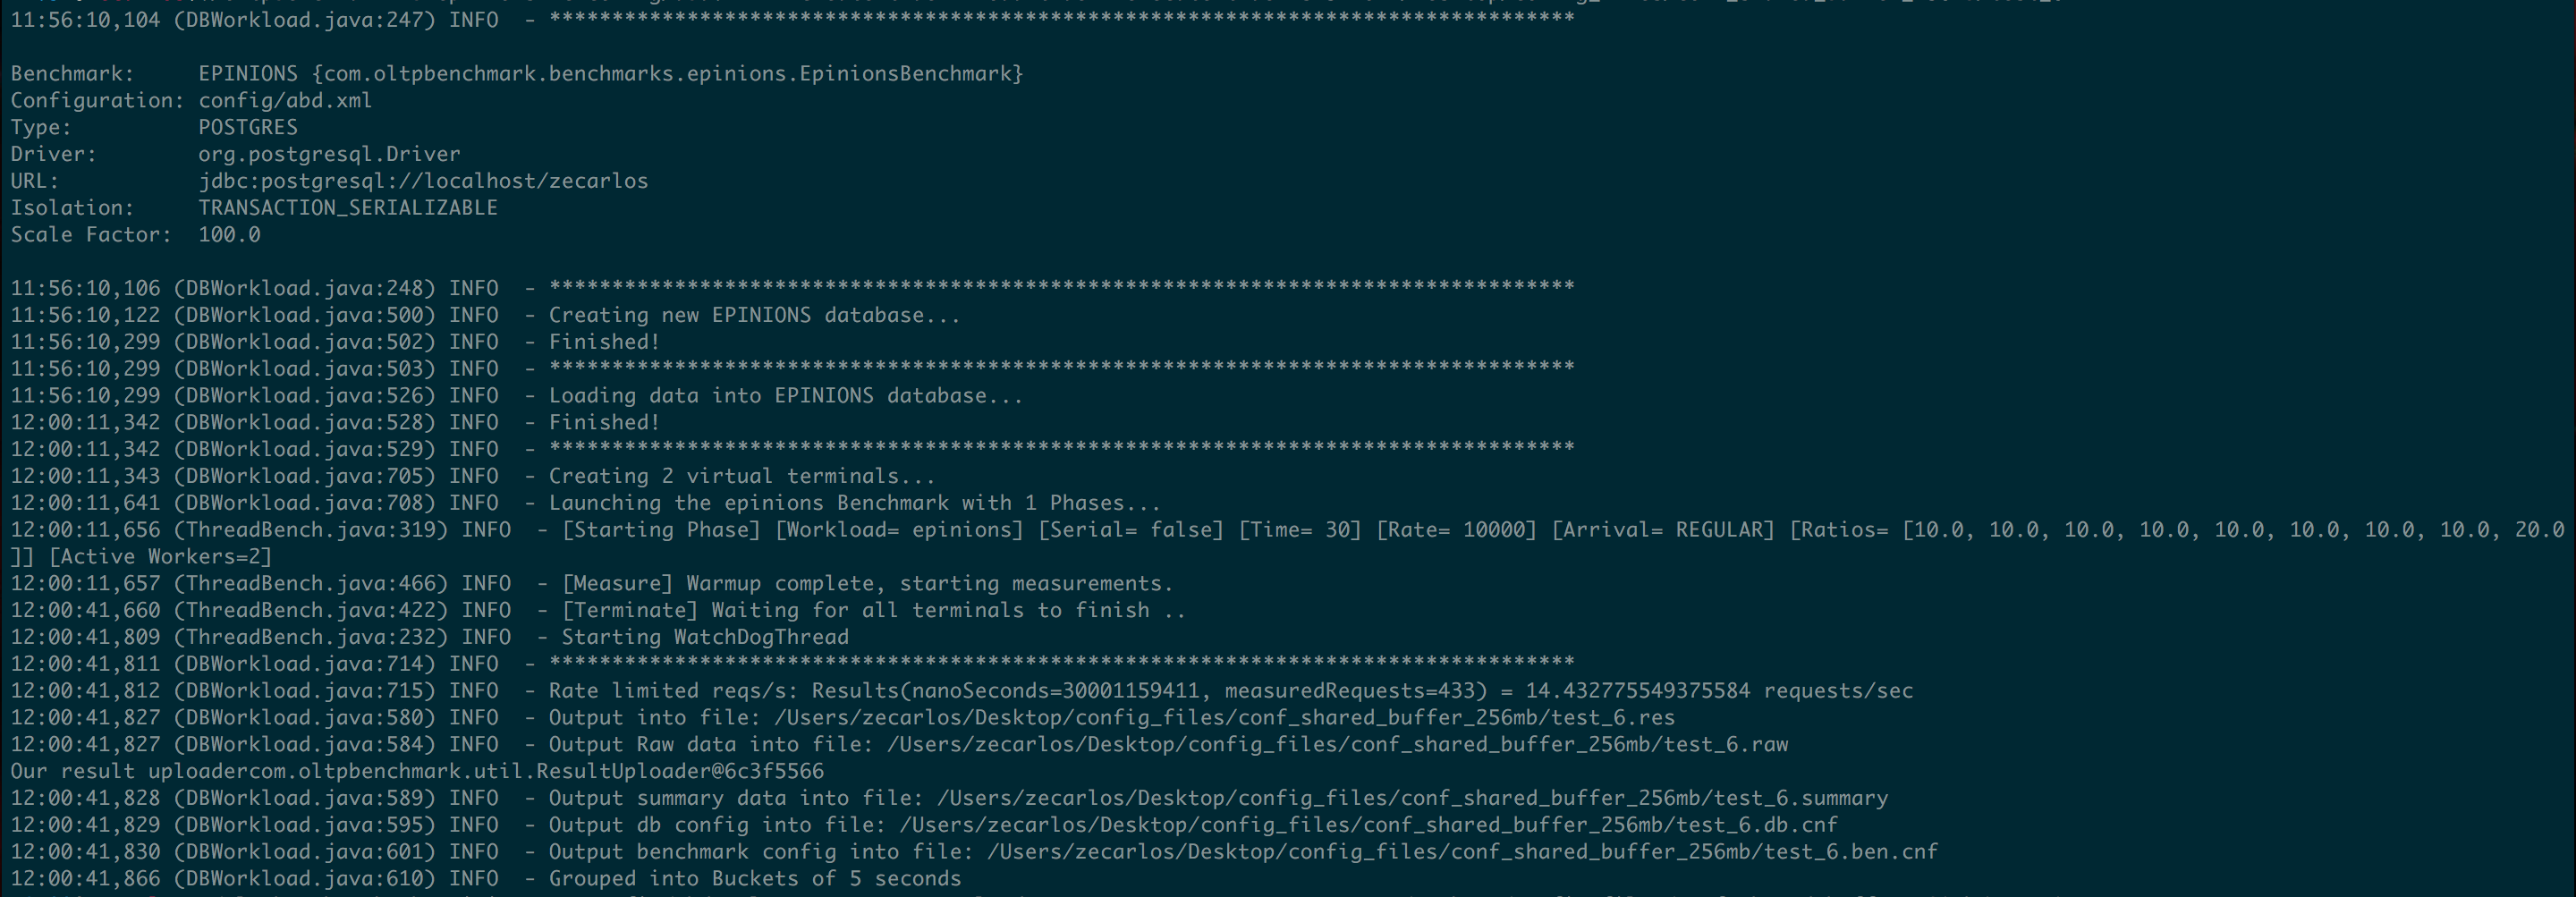 11:56:10,104 (DBWorkload.java:247) INFO  - **********************************************************************************
Benchmark:     EPINIONS {com.oltpbenchmark.benchmarks.epinions.EpinionsBenchmark}
Configuration: config/abd.xml
Type:          POSTGRES
Driver:        org.postgresql.Driver
URL:           jdbc:postgresql://localhost/zecarlos
Isolation:     TRANSACTION_SERIALIZABLE
Scale Factor:  100.0
11:56:10,106 (DBWorkload.java:248) INFO  - **********************************************************************************
11:56:10,122 (DBWorkload.java:500) INFO  - Creating new EPINIONS database...
11:56:10,299 (DBWorkload.java:502) INFO  - Finished!
11:56:10,299 (DBWorkload.java:503) INFO  - **********************************************************************************
11:56:10,299 (DBWorkload.java:526) INFO  - Loading data into EPINIONS database...
12:00:11,342 (DBWorkload.java:528) INFO  - Finished!
12:00:11,342 (DBWorkload.java:529) INFO  - **********************************************************************************
12:00:11,343 (DBWorkload.java:705) INFO  - Creating 2 virtual terminals...
12:00:11,641 (DBWorkload.java:708) INFO  - Launching the epinions Benchmark with 1 Phases...
12:00:11,656 (ThreadBench.java:319) INFO  - [Starting Phase] [Workload= epinions] [Serial= false] [Time= 30] [Rate= 10000] [Arrival= REGULAR] [Ratios= [10.0, 10.0, 10.0, 10.0, 10.0, 10.0, 10.0, 10.0, 20.0
]] [Active Workers=2]
12:00:11,657 (ThreadBench.java:466) INFO  - [Measure] Warmup complete, starting measurements.
12:00:41,660 (ThreadBench.java:422) INFO  - [Terminate] Waiting for all terminals to finish ..
12:00:41,809 (ThreadBench.java:232) INFO  - Starting WatchDogThread
12:00:41,811 (DBWorkload.java:714) INFO  - **********************************************************************************
12:00:41,812 (DBWorkload.java:715) INFO  - Rate limited reqs/s: Results(nanoSeconds=30001159411, measuredRequests=433) = 14.432775549375584 requests/sec
12:00:41,827 (DBWorkload.java:580) INFO  - Output into file: /Users/zecarlos/Desktop/config_files/conf_shared_buffer_256mb/test_6.res
12:00:41,827 (DBWorkload.java:584) INFO  - Output Raw data into file: /Users/zecarlos/Desktop/config_files/conf_shared_buffer_256mb/test_6.raw
Our result uploadercom.oltpbenchmark.util.ResultUploader@6c3f5566
12:00:41,828 (DBWorkload.java:589) INFO  - Output summary data into file: /Users/zecarlos/Desktop/config_files/conf_shared_buffer_256mb/test_6.summary
12:00:41,829 (DBWorkload.java:595) INFO  - Output db config into file: /Users/zecarlos/Desktop/config_files/conf_shared_buffer_256mb/test_6.db.cnf
12:00:41,830 (DBWorkload.java:601) INFO  - Output benchmark config into file: /Users/zecarlos/Desktop/config_files/conf_shared_buffer_256mb/test_6.ben.cnf
12:00:41,866 (DBWorkload.java:610) INFO  - Grouped into Buckets of 5 seconds